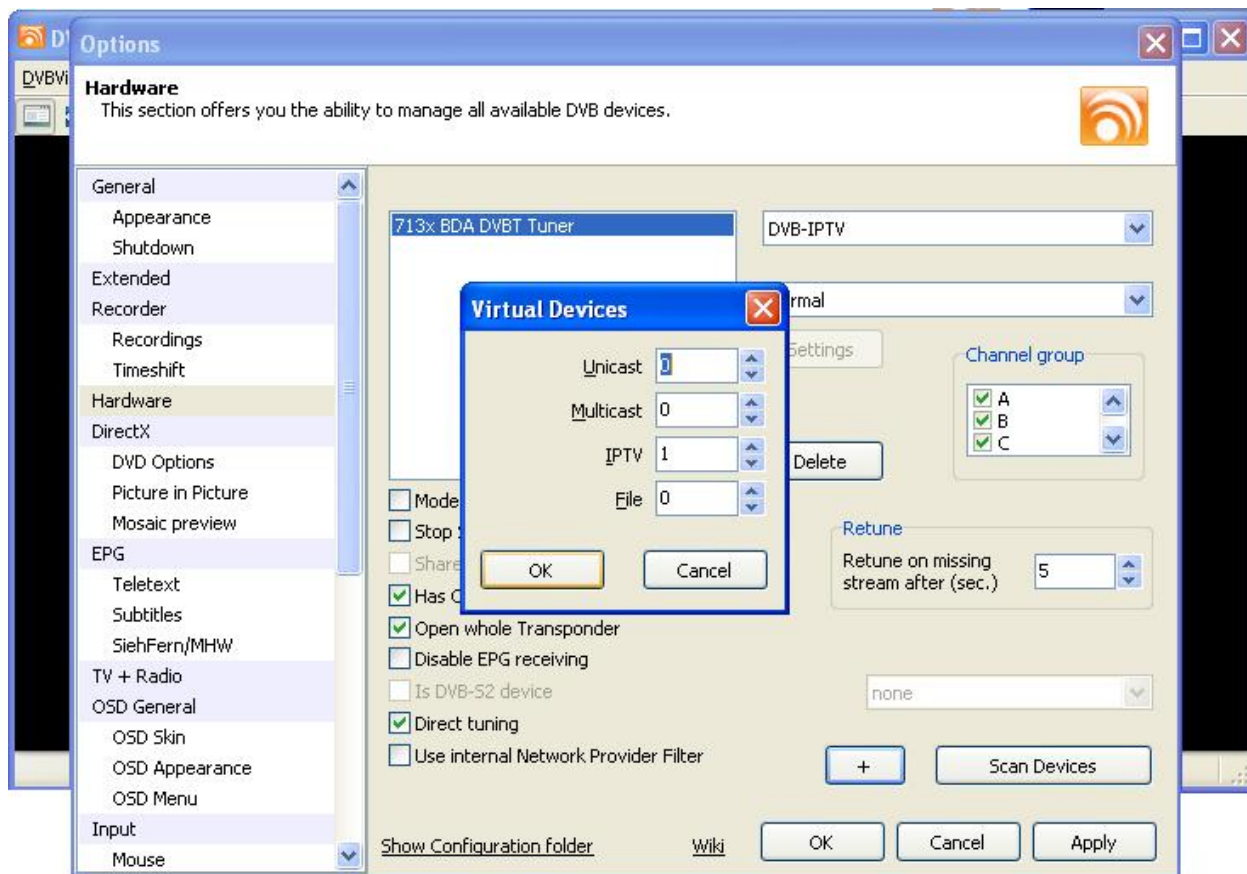 Options
DVBVi
Hardware
This section offers you the ability to manage all available DVB devices.
General
Appearance
Shutdown
Extended
Recorder
Recordings
Timeshift
Hardware
DirectX
DVD Options
Picture in Picture
Mosaic preview
EPG
Teletext
Subtitles
SiehFern/MHW
TV + Radio
OSD General
OSD Skin
OSD Appearance
OSD Menu
Input
Mouse
713x BDA DVBT Tuner
DVB-IPTV
rmal
Settings
Channel group
A
B
C
Delete
Virtual Devices
Unicast 0
Multicast 0
IPTV 1
File 0
OK Cancel
Mode
Stop
Share
Has
Open whole Transponder
Disable EPG receiving
Is DVB-S2 device
Direct tuning
Use internal Network Provider Filter
Retune
Retune on missing
stream after (sec.) 5
none
+ Scan Devices
Show Configuration folder Wiki OK Cancel Apply